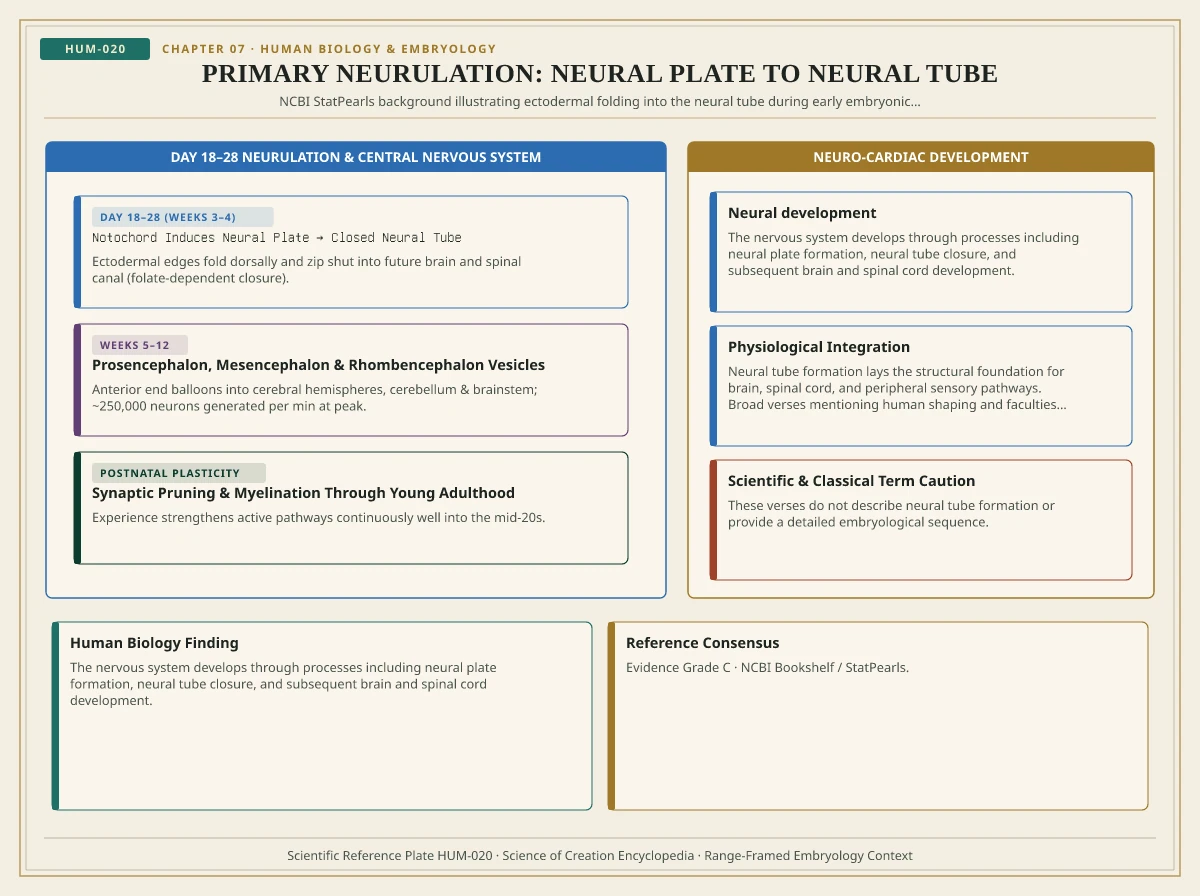 HUM-020
CHAPTER 07 · HUMAN BIOLOGY & EMBRYOLOGY
PRIMARY NEURULATION: NEURAL PLATE TO NEURAL TUBE
NCBI StatPearls background illustrating ectodermal folding into the neural tube during early embryonic...
DAY 18–28 NEURULATION & CENTRAL NERVOUS SYSTEM
DAY 18–28 (WEEKS 3–4)
Notochord Induces Neural Plate → Closed Neural Tube
Ectodermal edges fold dorsally and zip shut into future brain and spinal
canal (folate-dependent closure).
WEEKS 5–12
Prosencephalon, Mesencephalon & Rhombencephalon Vesicles
Anterior end balloons into cerebral hemispheres, cerebellum & brainstem;
~250,000 neurons generated per min at peak.
POSTNATAL PLASTICITY
Synaptic Pruning & Myelination Through Young Adulthood
Experience strengthens active pathways continuously well into the mid-20s.
NEURO-CARDIAC DEVELOPMENT
Neural development
The nervous system develops through processes including
neural plate formation, neural tube closure, and
subsequent brain and spinal cord development.
Physiological Integration
Neural tube formation lays the structural foundation for
brain, spinal cord, and peripheral sensory pathways.
Broad verses mentioning human shaping and faculties...
Scientific & Classical Term Caution
These verses do not describe neural tube formation or
provide a detailed embryological sequence.
Human Biology Finding
The nervous system develops through processes including neural plate
formation, neural tube closure, and subsequent brain and spinal cord
development.
Reference Consensus
Evidence Grade C · NCBI Bookshelf / StatPearls.
Scientific Reference Plate HUM-020 · Science of Creation Encyclopedia · Range-Framed Embryology Context